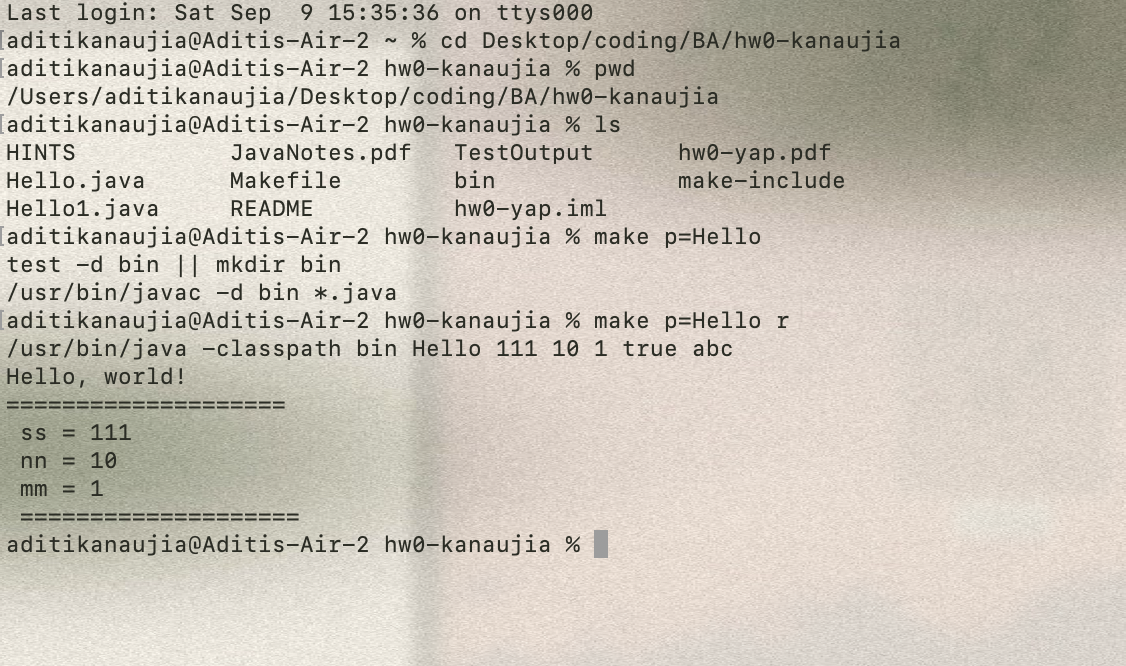 Last login: Sat Sep  9 15:35:36 on ttys000
[aditikanaujia@Aditis-Air-2 ~ % cd Desktop/coding/BA/hw0-kanaujia
[aditikanaujia@Aditis-Air-2 hw0-kanaujia % pwd
/Users/aditikanaujia/Desktop/coding/BA/hw0-kanaujia
[aditikanaujia@Aditis-Air-2 hw0-kanaujia % ls
HINTS           JavaNotes.pdf   TestOutput      hw0-yap.pdf
Hello.java      Makefile        bin             make-include
Hello1.java     README          hw0-yap.iml
[aditikanaujia@Aditis-Air-2 hw0-kanaujia % make p=Hello
test -d bin || mkdir bin
/usr/bin/javac -d bin *.java
[aditikanaujia@Aditis-Air-2 hw0-kanaujia % make p=Hello r
/usr/bin/java -classpath bin Hello 111 10 1 true abc
Hello, world!
====================
 ss = 111
 nn = 10
 mm = 1
 ====================
aditikanaujia@Aditis-Air-2 hw0-kanaujia %